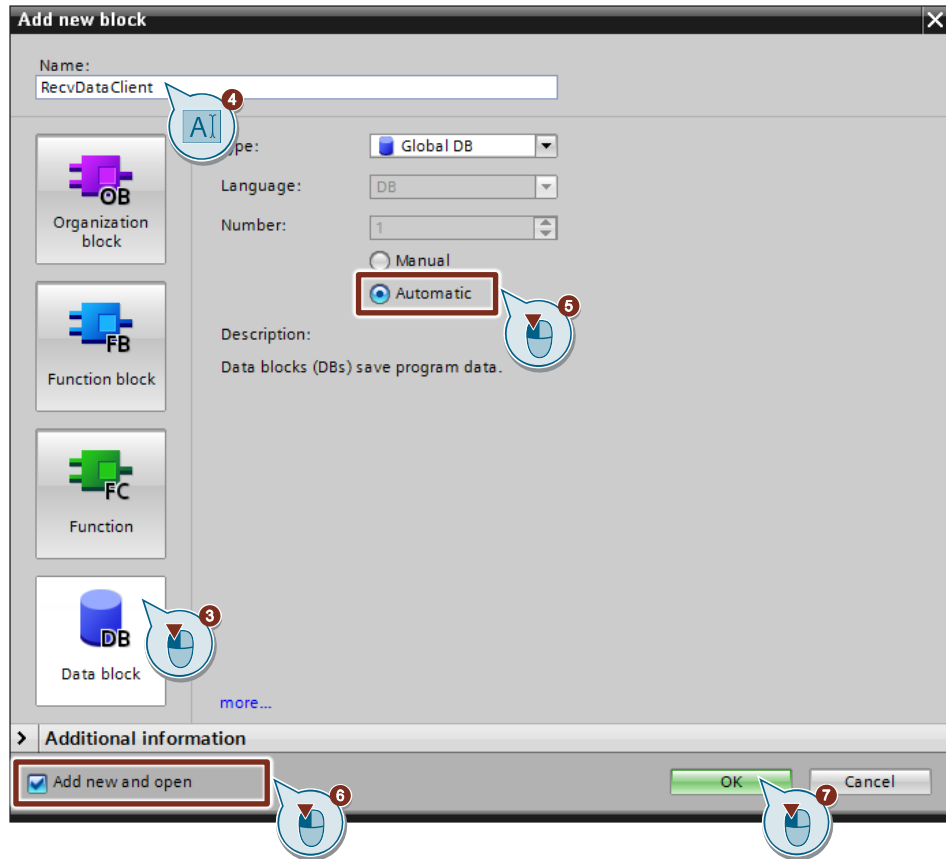 Add new block
Name:
RecvDataClient
4
AI
ype:
Global DB
Language:
DB
Number:
1
Manual
Automatic
5
Description:
Data blocks (DBs) save program data.
OB
Organization
block
FB
Function block
FC
Function
3
DB
Data block
more...
> Additional information
Add new and open
6
OK
7
Cancel